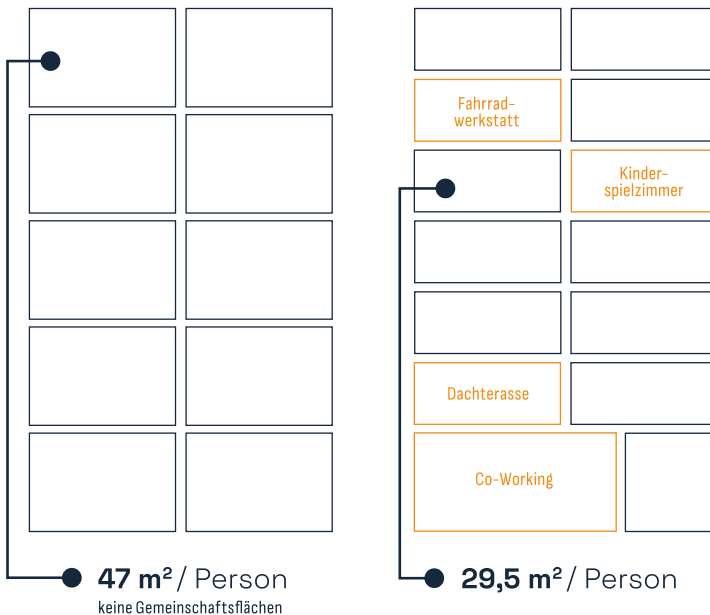 Fahrrad-
werkstatt
Kinder-
spielzimmer
Dachterasse
Co-Working
47 m² / Person
keine Gemeinschaftsflächen
29,5 m² / Person